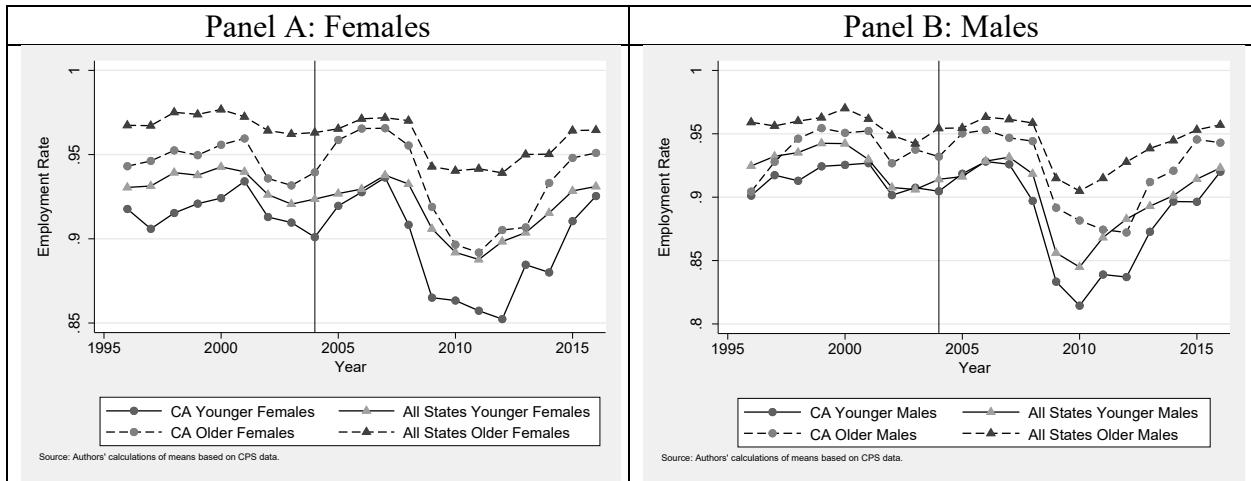 Panel A: Females
1
.95
.9
.85
Employment Rate
1995 2000 2005 2010 2015
Year
CA Younger Females All States Younger Females
CA Older Females All States Older Females
Source: Authors' calculations of means based on CPS data.
Panel B: Males
1
.95
.9
.85
.8
Employment Rate
1995 2000 2005 2010 2015
Year
CA Younger Males All States Younger Males
CA Older Males All States Older Males
Source: Authors' calculations of means based on CPS data.